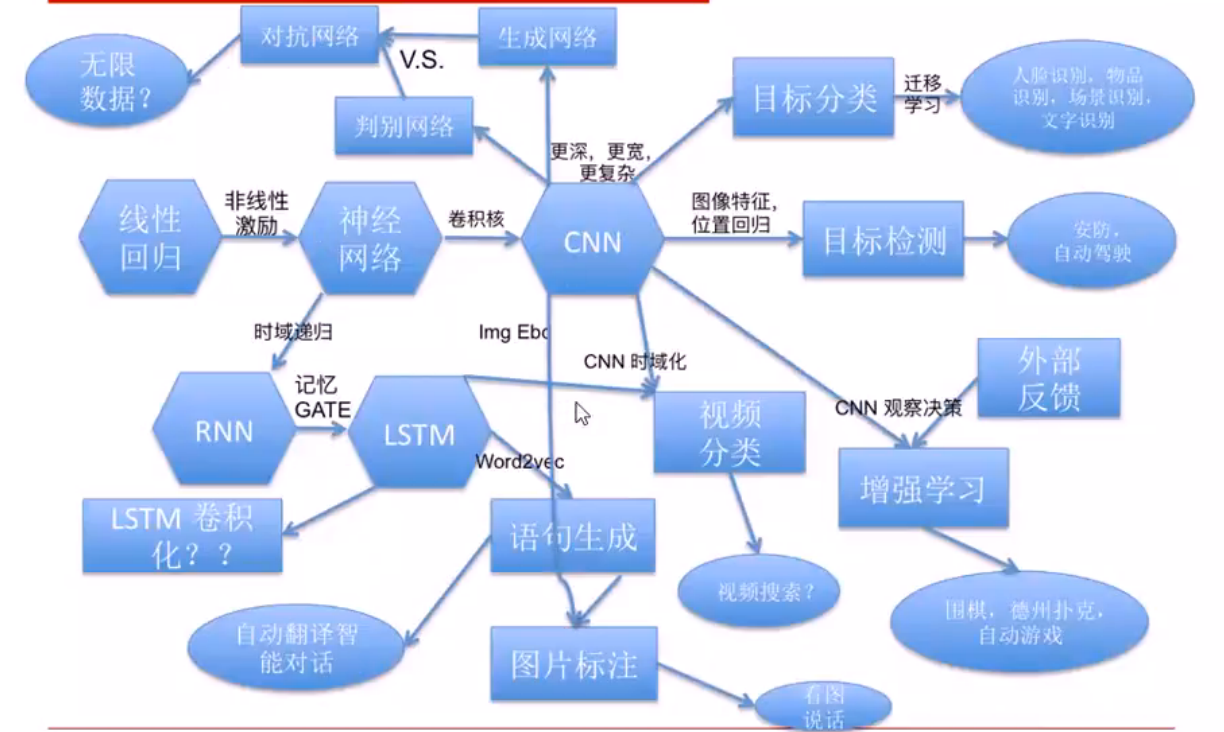 对抗网络
生成网络
无限
数据？
V.S.
判别网络
目标分类
迁移
学习
人脸识别，物品
识别，场景识别，
文字识别
更深，更宽，
更复杂
线性
回归
非线性
激励
神经
网络
卷积核
CNN
图像特征，
位置回归
目标检测
安防，
自动驾驶
时域递归
Img Ebd
CNN 时域化
外部
反馈
RNN
记忆
GATE
LSTM
视频
分类
CNN 观察决策
Word2vec
增强学习
LSTM 卷积
化？？
语句生成
视频搜索？
围棋，德州扑克，
自动游戏
自动翻译智
能对话
图片标注
看图
说话